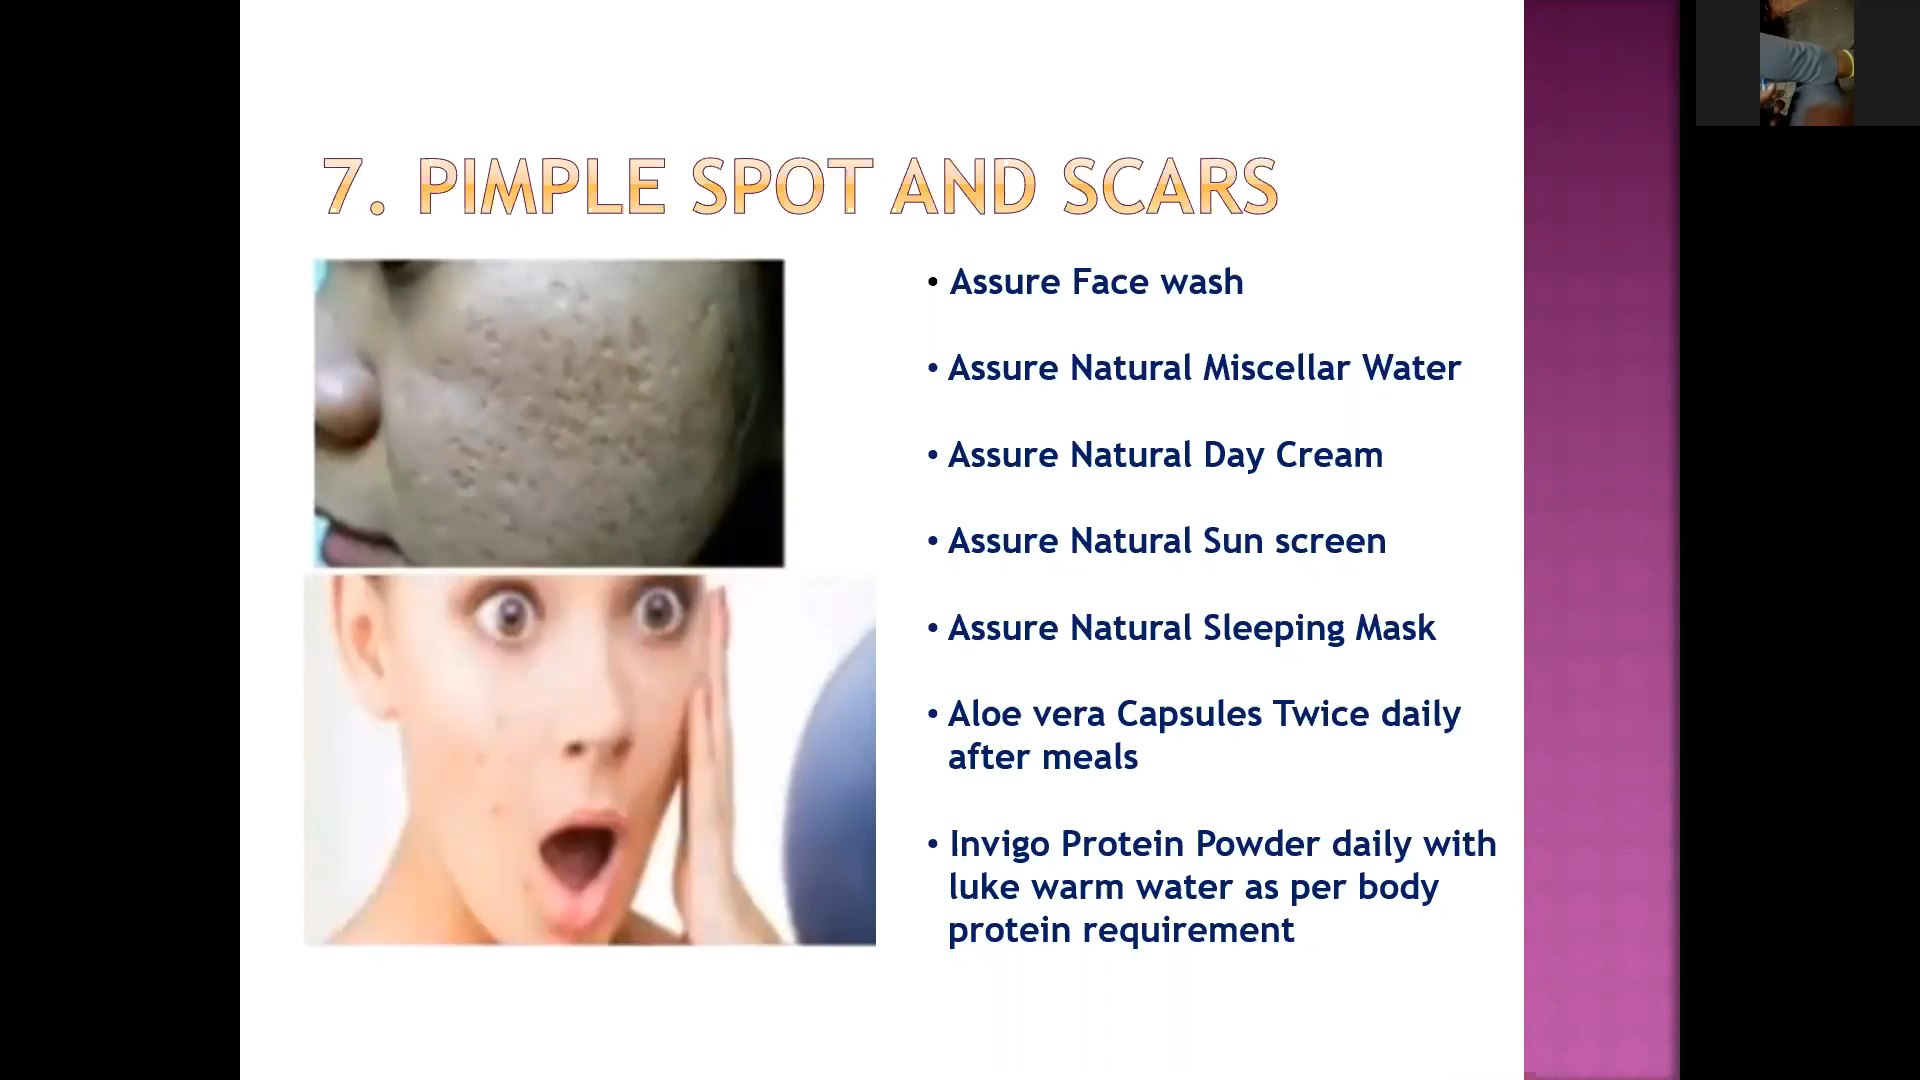 7. PIMPLE SPOT AND SCARS
• Assure Face wash
• Assure Natural Miscellar Water
• Assure Natural Day Cream
• Assure Natural Sun screen
• Assure Natural Sleeping Mask
• Aloe vera Capsules Twice daily
after meals
• Invigo Protein Powder daily with
luke warm water as per body
protein requirement